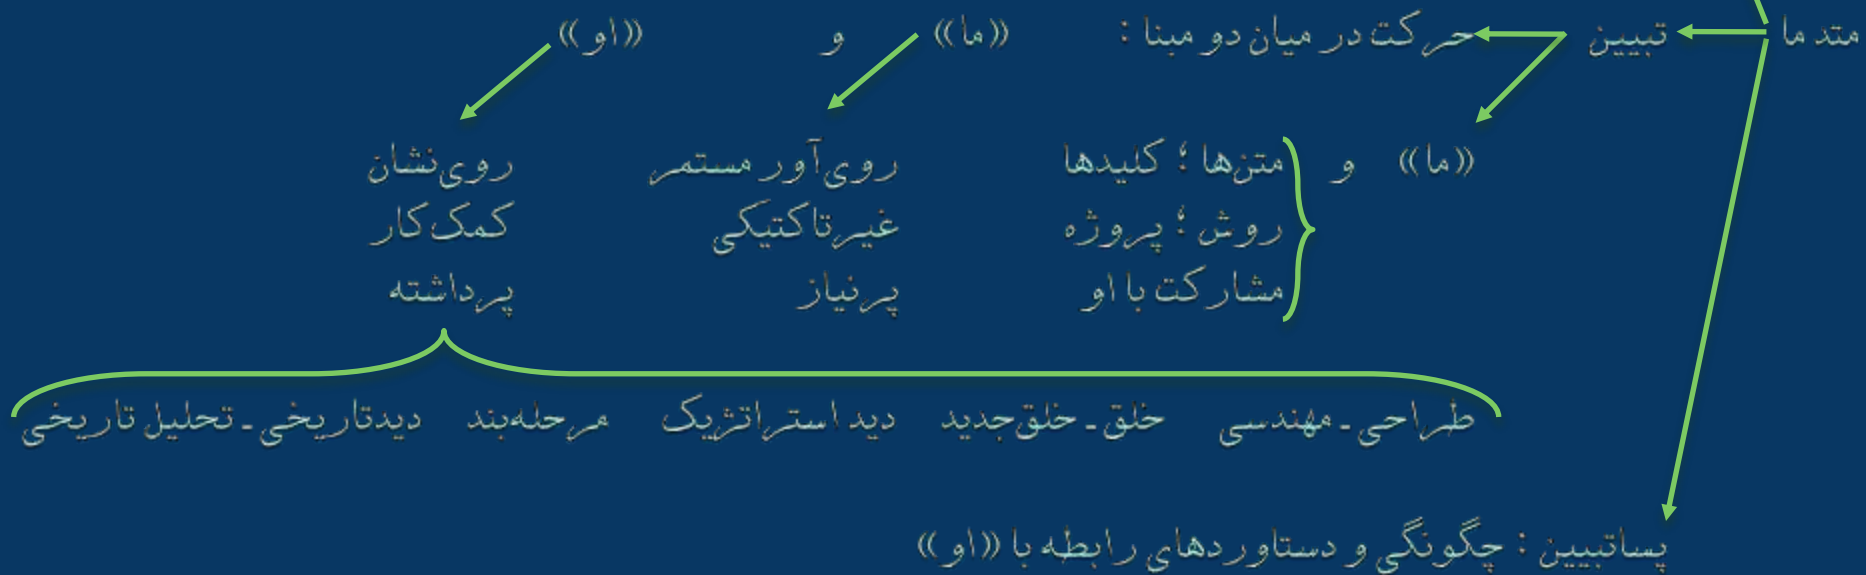 متد ما تبیین حرکت در میان دو مبنا : «ما» و «او»
«ما» و متن‌ها ؛ کلیدها روی‌آور مستمر روی‌نشان
روش ؛ پروژه غیرتاکتیکی کمک‌کار
مشارکت با او پرنیاز پرداشته
طراحی ـ مهندسی خلق ـ خلق‌جدید دید استراتژیک مرحله‌بند دیدتاریخی ـ تحلیل تاریخی
پساتبیین : چگونگی و دستاوردهای رابطه با «او»